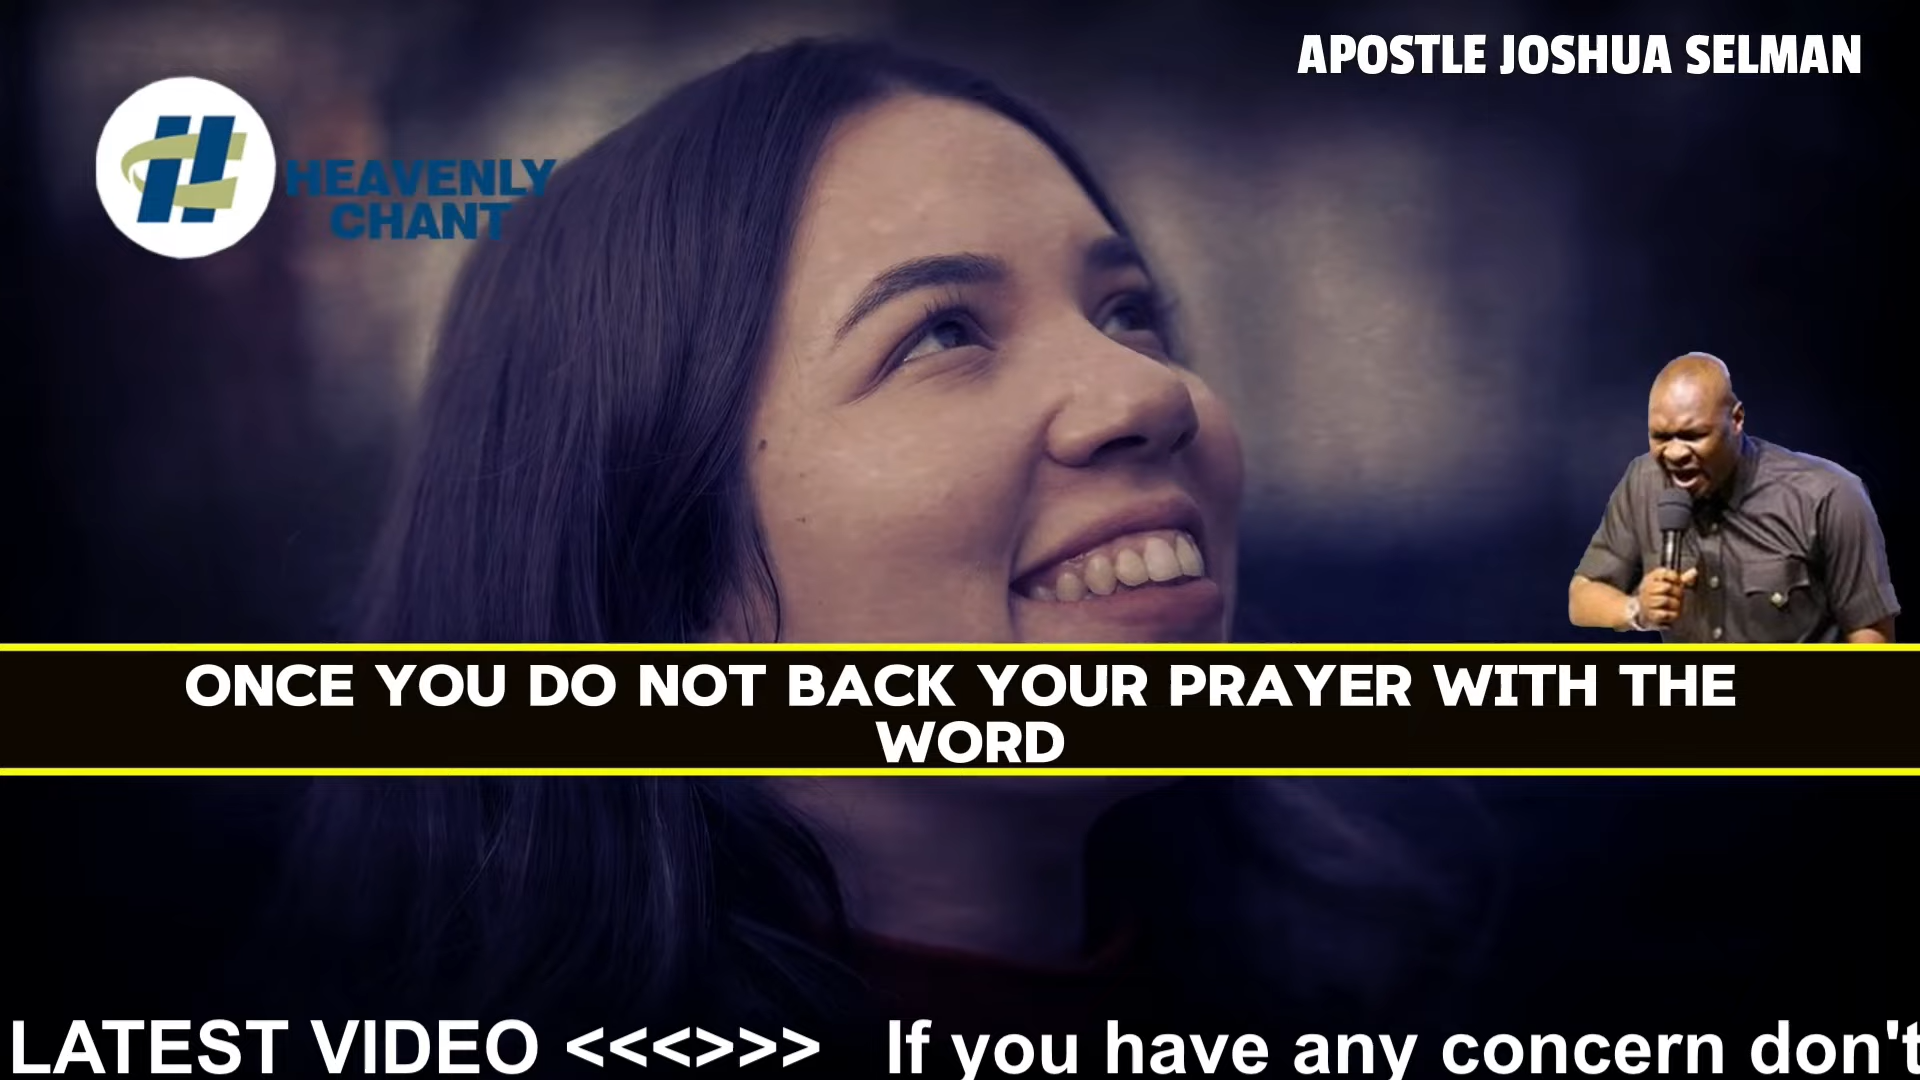 APOSTLE JOSHUA SELMAN
HEAVENLY
CHANT
ONCE YOU DO NOT BACK YOUR PRAYER WITH THE
WORD
LATEST VIDEO <<<>>> If you have any concern don't